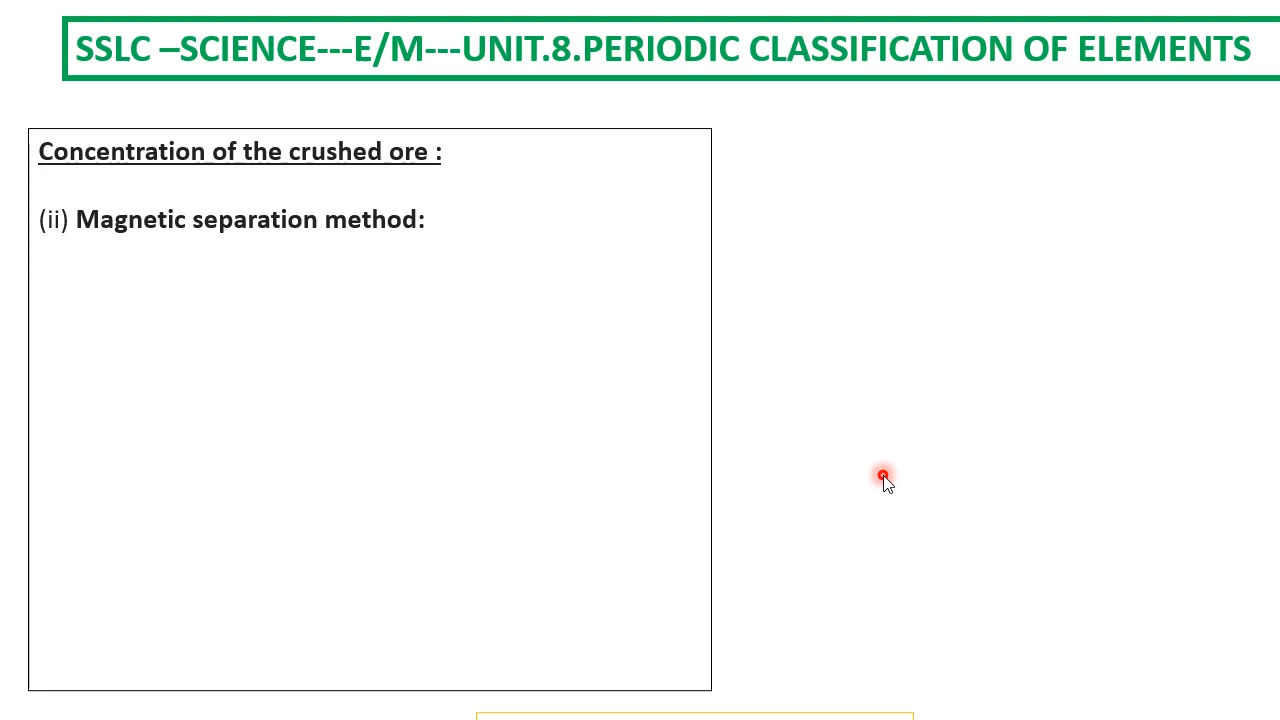 SSLC –SCIENCE---E/M---UNIT.8.PERIODIC CLASSIFICATION OF ELEMENTS
Concentration of the crushed ore :
(ii) Magnetic separation method: